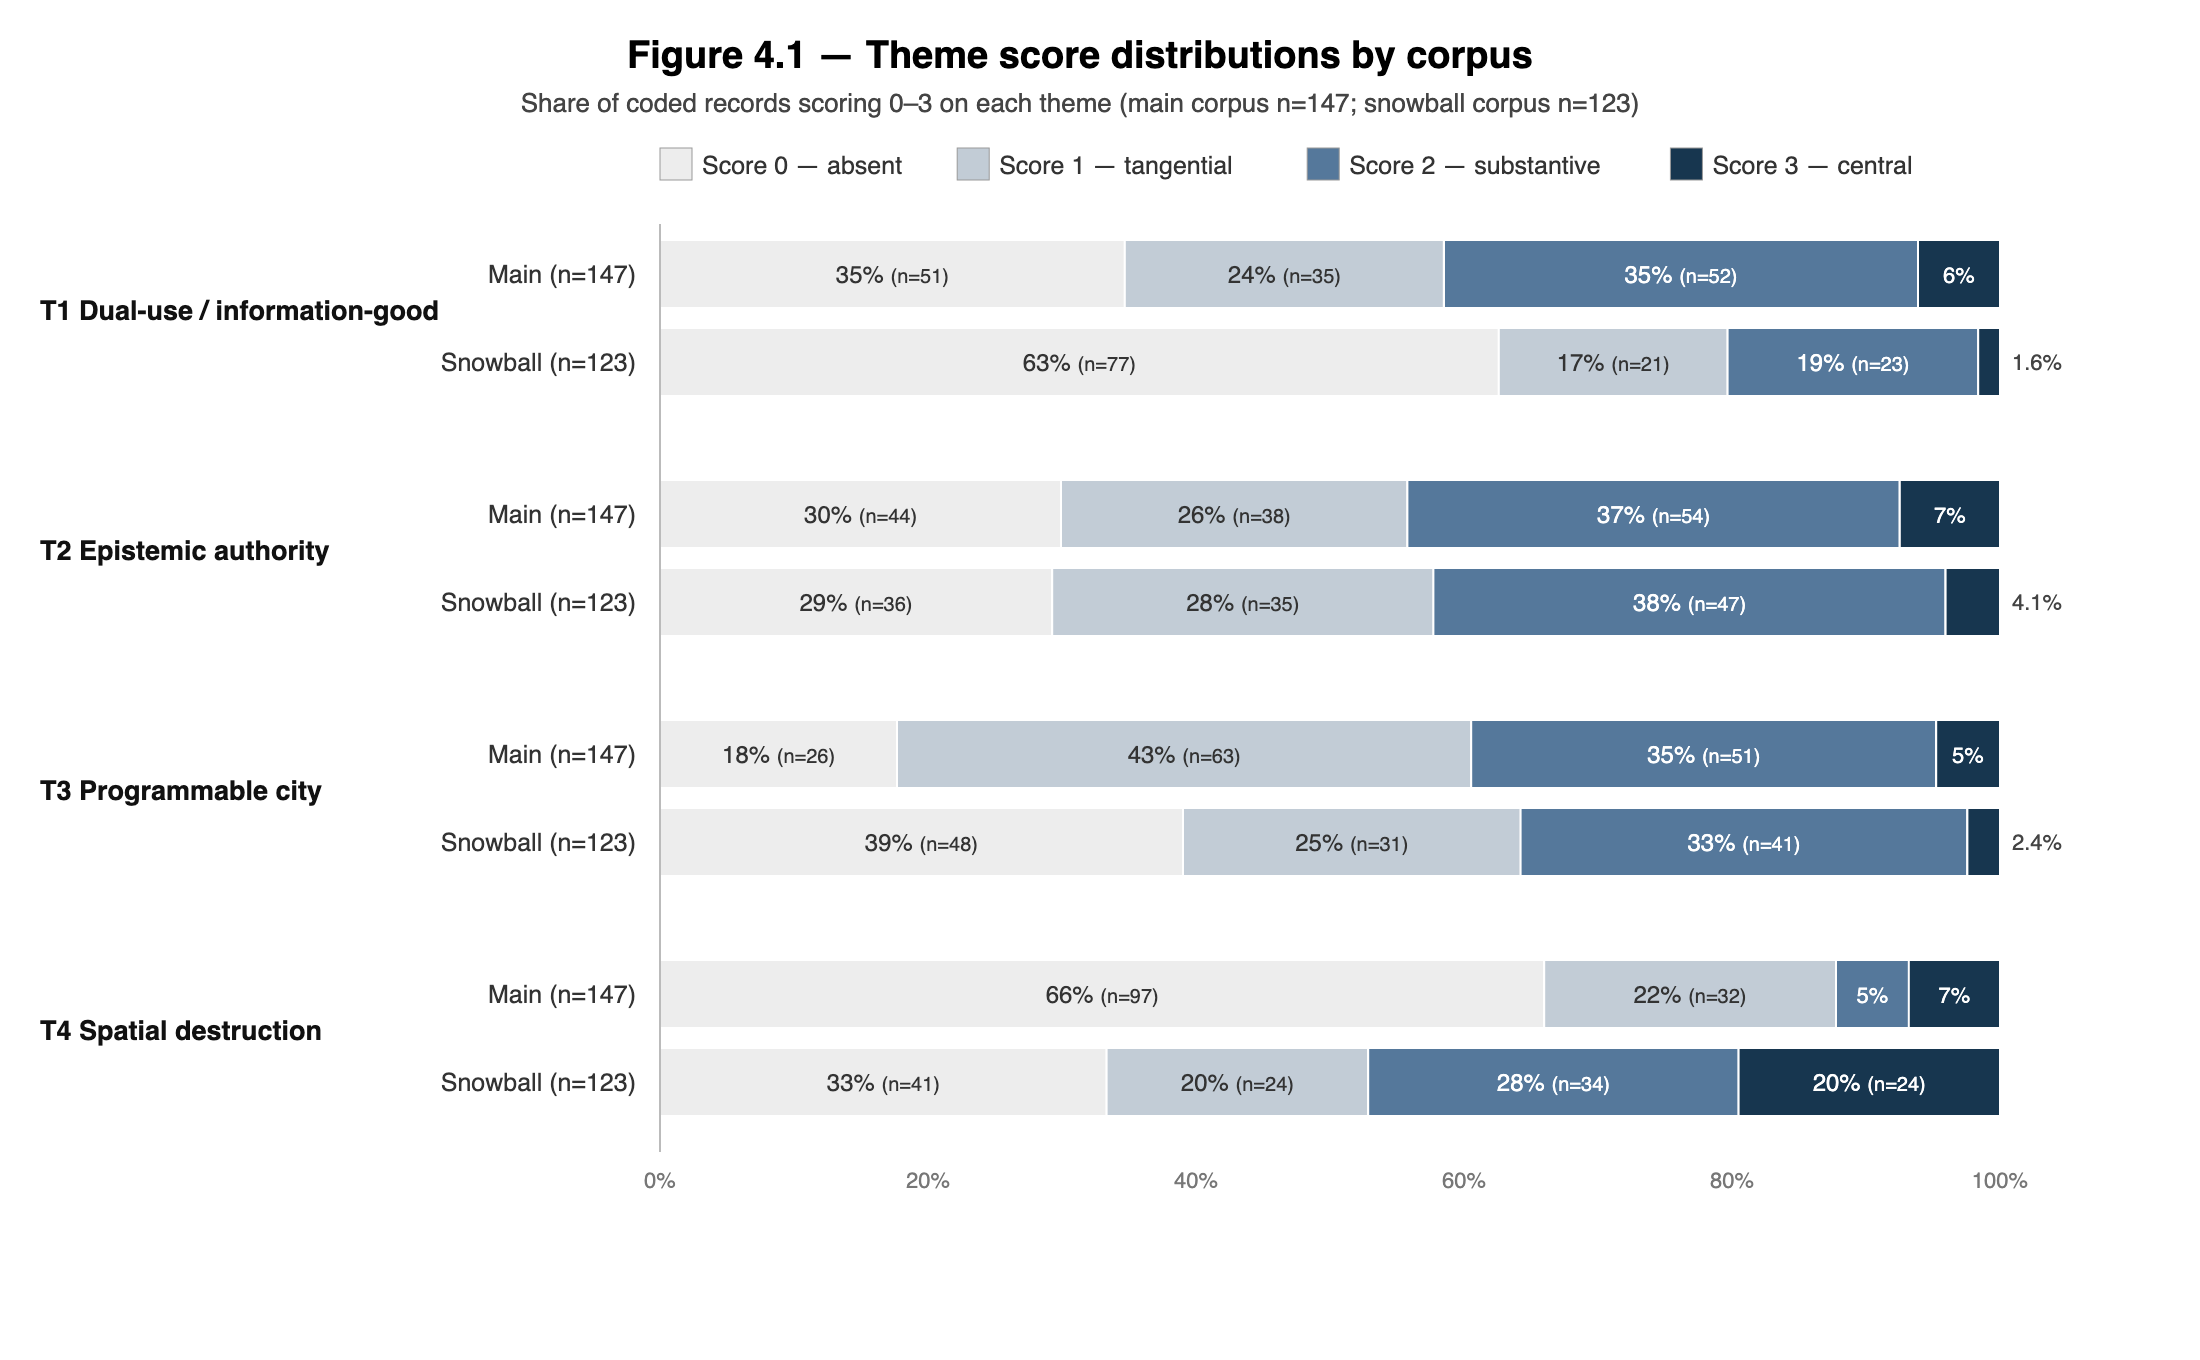 Figure 4.1 — Theme score distributions by corpus
Share of coded records scoring 0–3 on each theme (main corpus n=147; snowball corpus n=123)
Score 0 — absent
Score 1 — tangential
Score 2 — substantive
Score 3 — central
T1 Dual-use / information-good
Main (n=147)
35% (n=51)
24% (n=35)
35% (n=52)
6%
Snowball (n=123)
63% (n=77)
17% (n=21)
19% (n=23)
1.6%
T2 Epistemic authority
Main (n=147)
30% (n=44)
26% (n=38)
37% (n=54)
7%
Snowball (n=123)
29% (n=36)
28% (n=35)
38% (n=47)
4.1%
T3 Programmable city
Main (n=147)
18% (n=26)
43% (n=63)
35% (n=51)
5%
Snowball (n=123)
39% (n=48)
25% (n=31)
33% (n=41)
2.4%
T4 Spatial destruction
Main (n=147)
66% (n=97)
22% (n=32)
5%
7%
Snowball (n=123)
33% (n=41)
20% (n=24)
28% (n=34)
20% (n=24)
0%
20%
40%
60%
80%
100%